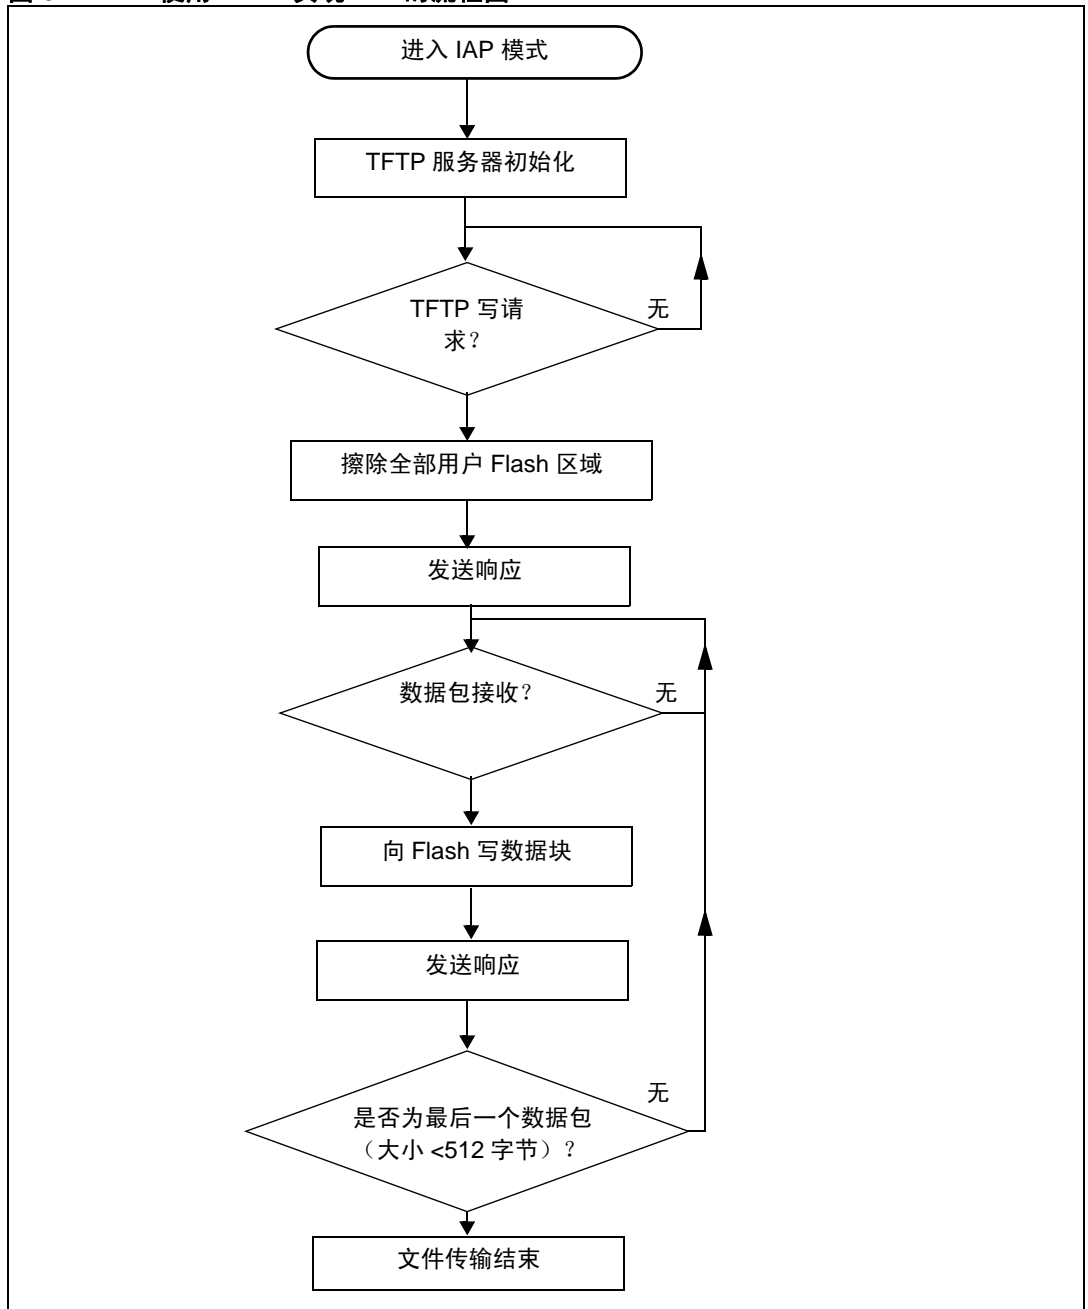 进入 IAP 模式
TFTP 服务器初始化
TFTP 写请
求？
无
擦除全部用户 Flash 区域
发送响应
数据包接收？
无
向 Flash 写数据块
发送响应
无
是否为最后一个数据包
（大小 <512 字节）？
文件传输结束